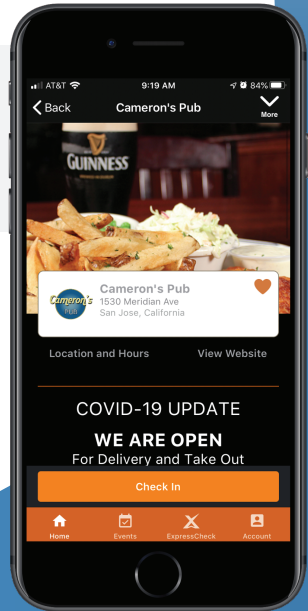 AT&T
9:19 AM
84%
Back
Cameron's Pub
More
GUINNESS
Cameron's
PUB
Cameron's Pub
1530 Meridian Ave
San Jose, California
Location and Hours
View Website
COVID-19 UPDATE
WE ARE OPEN
For Delivery and Take Out
Check In
Home
Events
ExpressCheck
Account